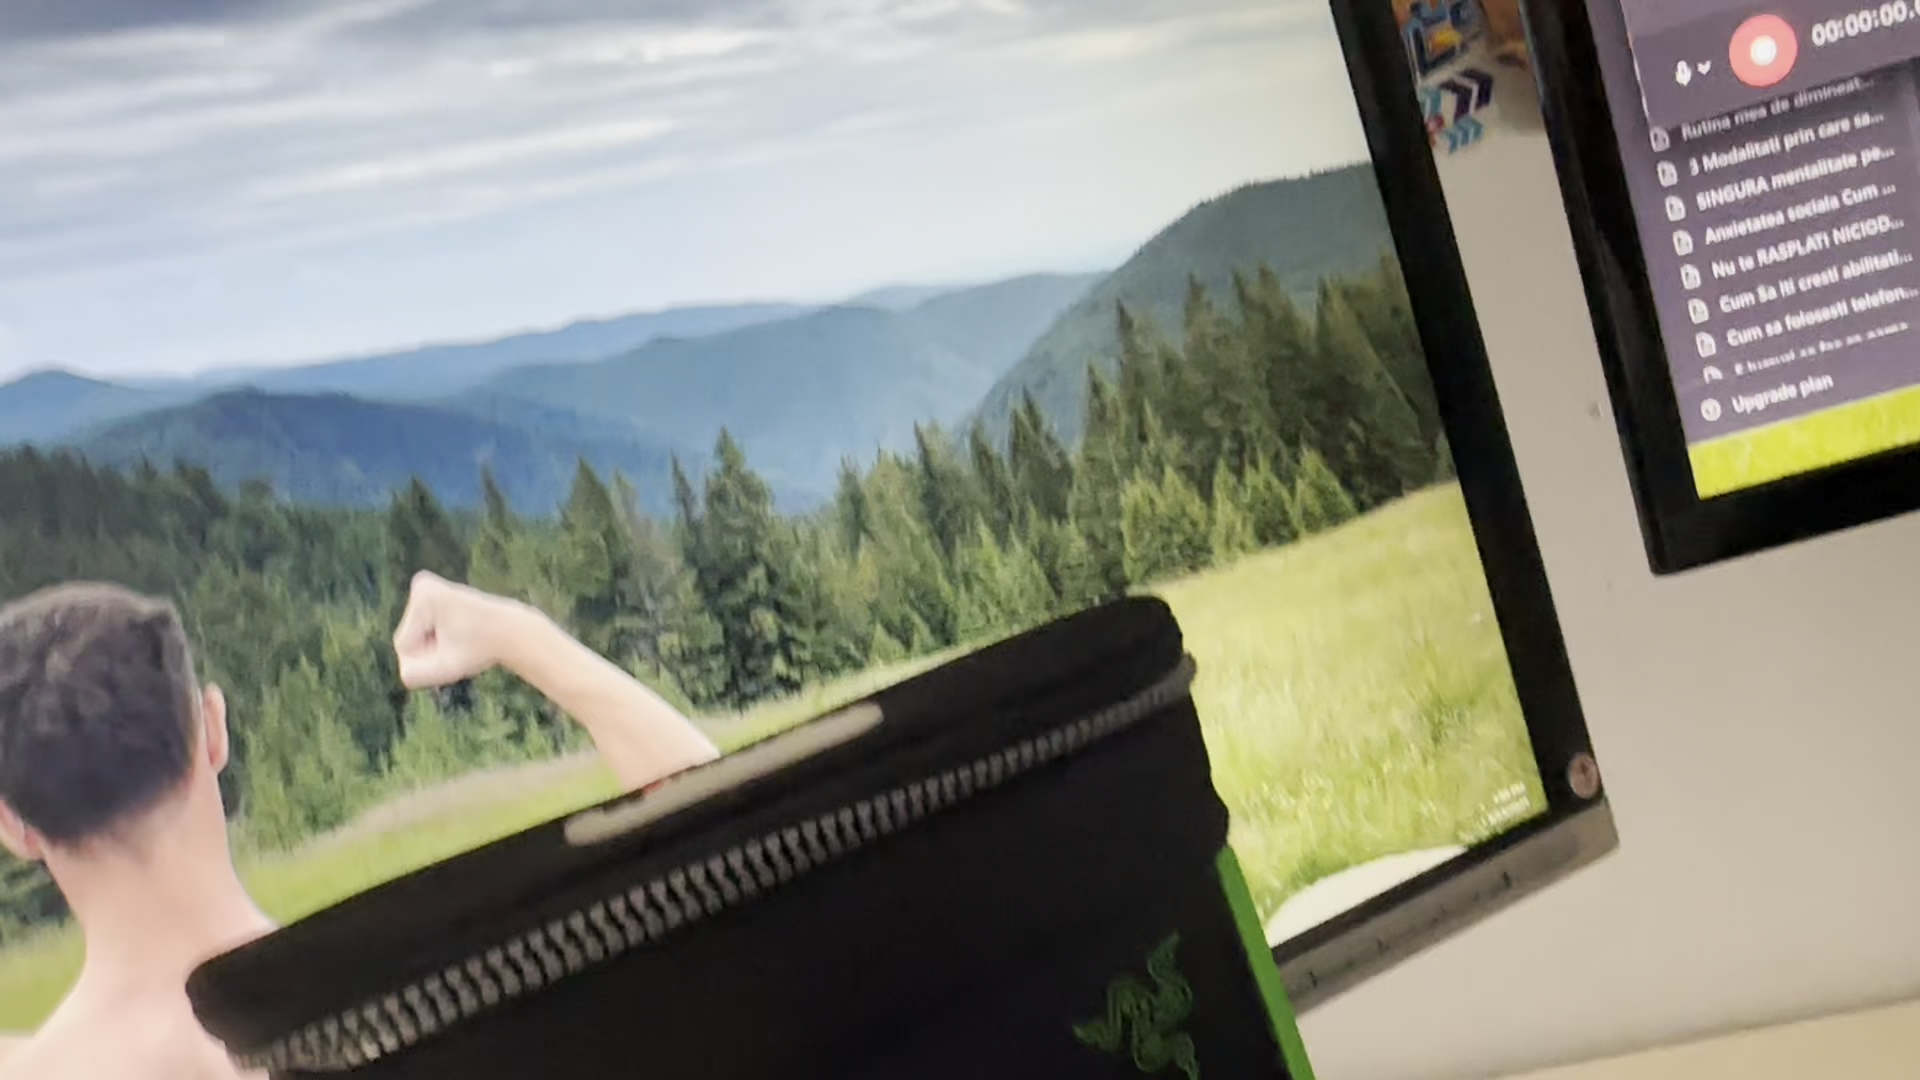 00:00:00.
Rutina mea de dimineat...
3 Modalitati prin care sa...
SINGURA mentalitate pe...
Anxietatea sociala Cum ...
Nu te RASPLATI NICIOD...
Cum Sa iti cresti abilitati...
Cum sa folosesti telefon...
Upgrade plan